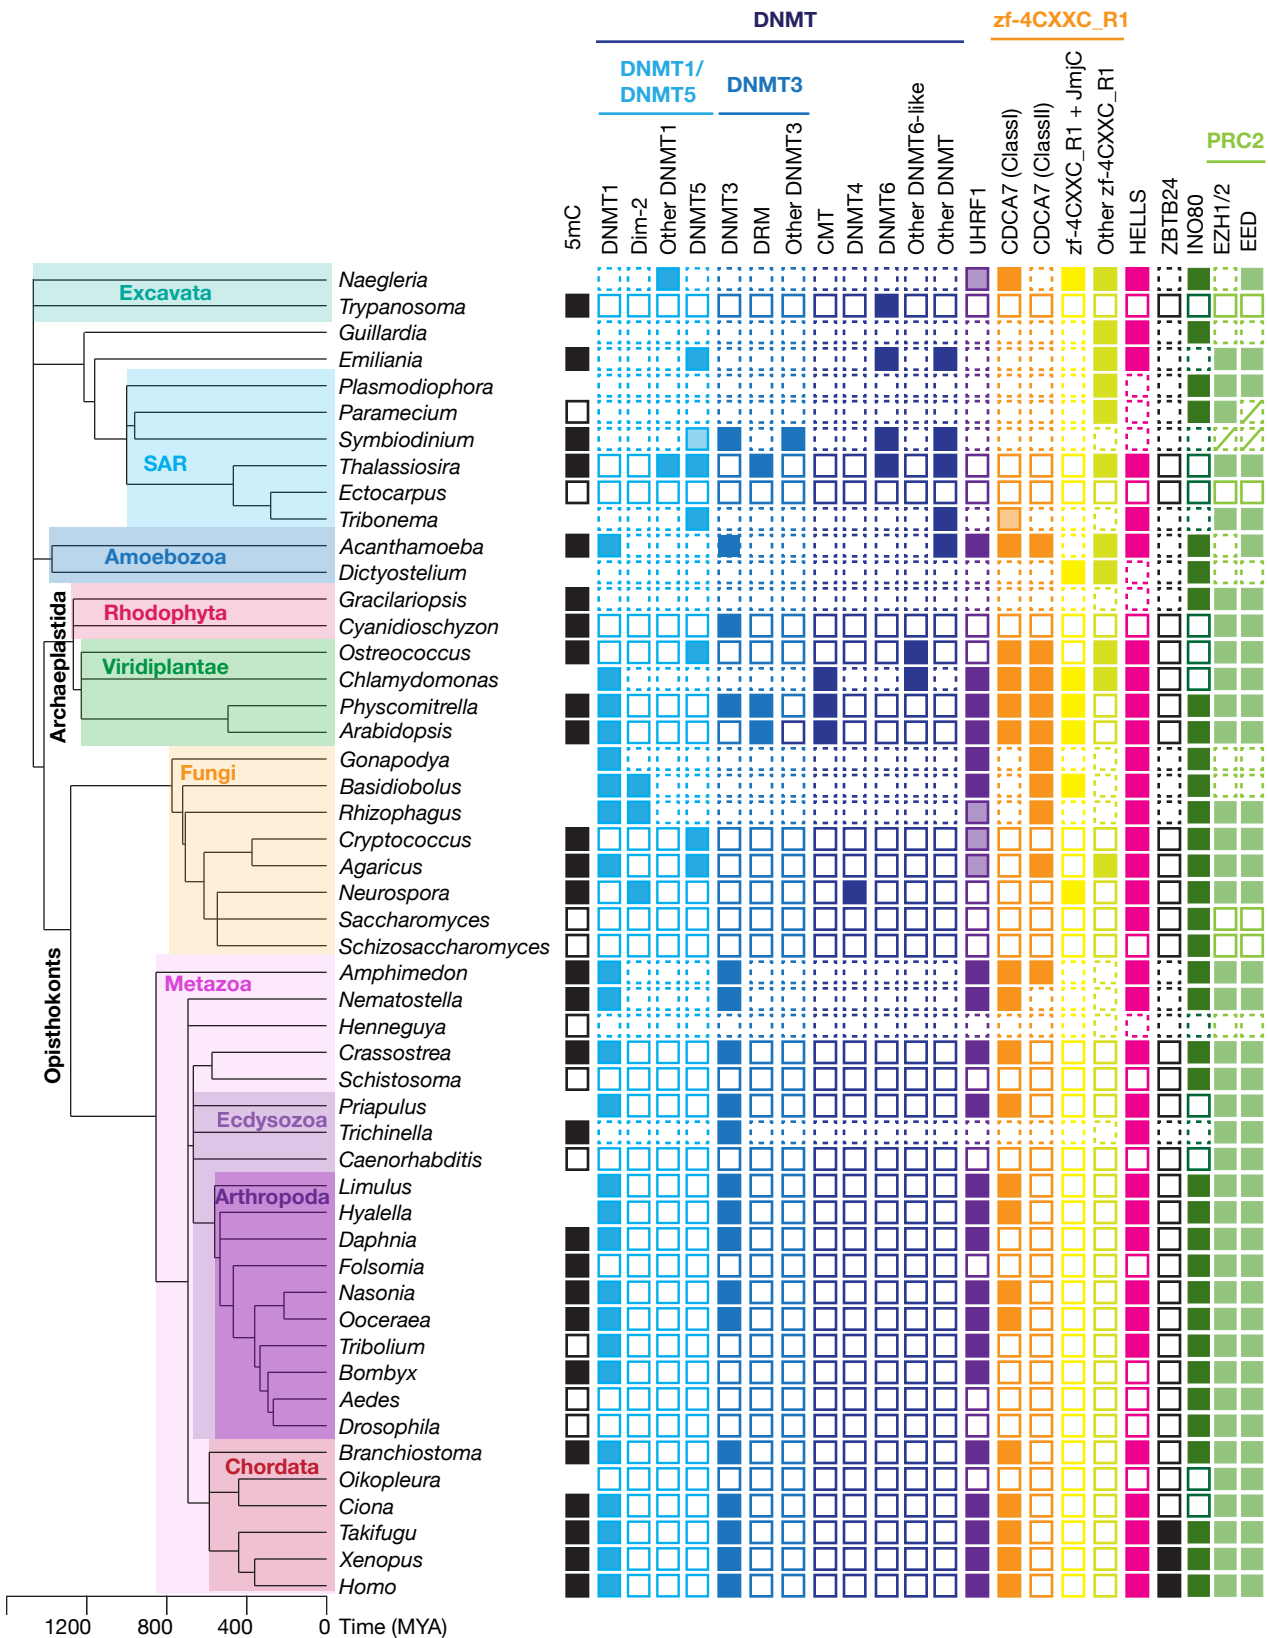 DNMT
zf-4CXXC_R1
DNMT1/
DNMT5
DNMT3
PRC2
5mC
DNMT1
Dim-2
Other DNMT1
DNMT5
DNMT3
DRM
Other DNMT3
CMT
DNMT4
DNMT6
Other DNMT6-like
Other DNMT
UHRF1
CDCA7 (ClassI)
CDCA7 (ClassII)
zf-4CXXC_R1 + JmjC
Other zf-4CXXC_R1
HELLS
ZBTB24
INO80
EZH1/2
EED
Excavata
Naegleria
Trypanosoma
Guillardia
Emiliania
Plasmodiophora
Paramecium
Symbiodinium
SAR
Thalassiosira
Ectocarpus
Tribonema
Amoebozoa
Acanthamoeba
Dictyostelium
Archaeplastida
Rhodophyta
Gracilariopsis
Cyanidioschyzon
Viridiplantae
Ostreococcus
Chlamydomonas
Physcomitrella
Arabidopsis
Opisthokonts
Fungi
Gonapodya
Basidiobolus
Rhizophagus
Cryptococcus
Agaricus
Neurospora
Saccharomyces
Schizosaccharomyces
Metazoa
Amphimedon
Nematostella
Henneguya
Crassostrea
Schistosoma
Ecdysozoa
Priapulus
Trichinella
Caenorhabditis
Arthropoda
Limulus
Hyalella
Daphnia
Folsomia
Nasonia
Ooceraea
Tribolium
Bombyx
Aedes
Drosophila
Chordata
Branchiostoma
Oikopleura
Ciona
Takifugu
Xenopus
Homo
1200 800 400 0 Time (MYA)